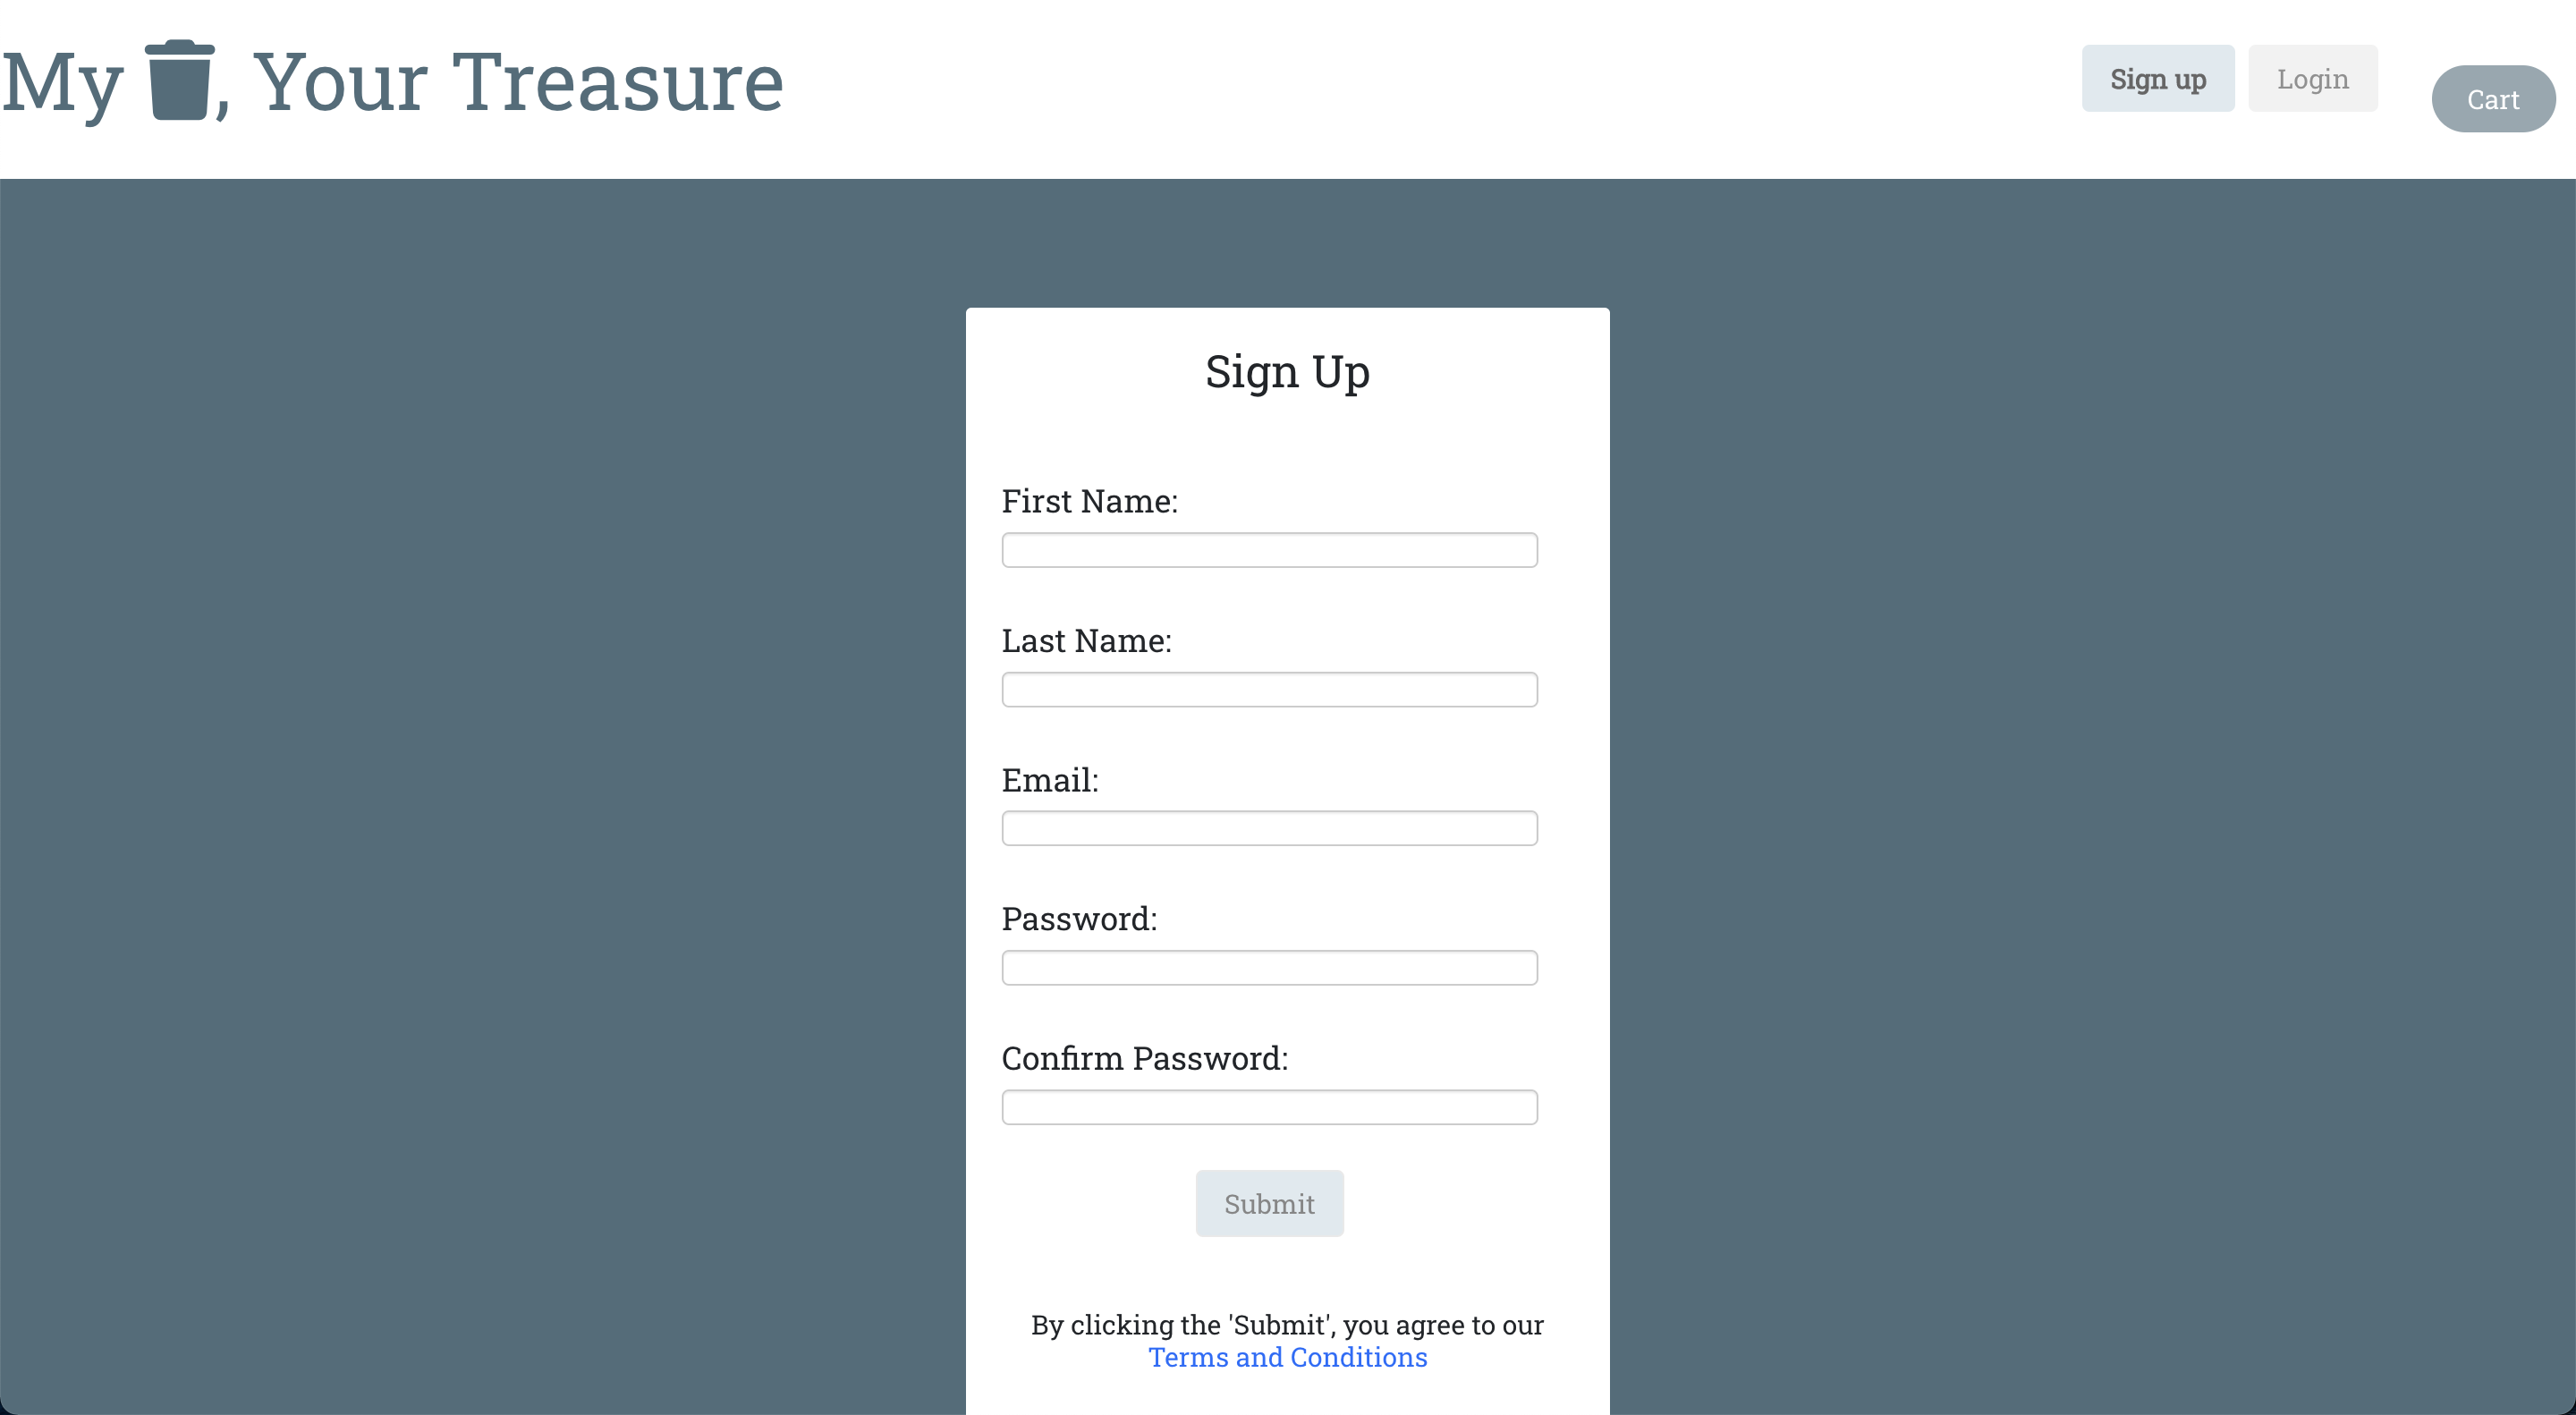 My , Your Treasure
Sign up
Login
Cart
Sign Up
First Name:
Last Name:
Email:
Password:
Confirm Password:
Submit
By clicking the 'Submit', you agree to our
Terms and Conditions